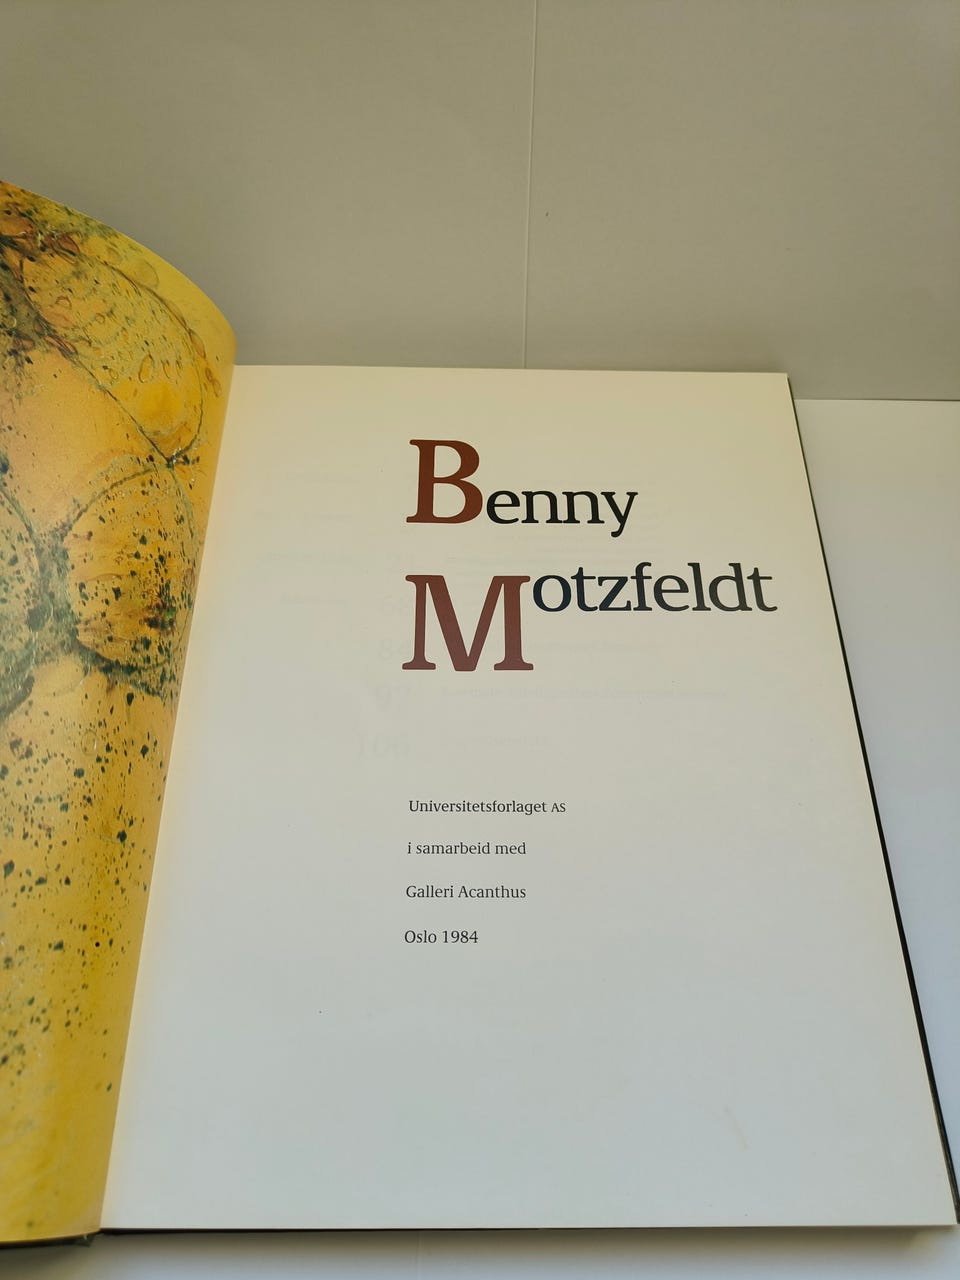 Benny
Motzfeldt
Universitetsforlaget AS
i samarbeid med
Galleri Acanthus
Oslo 1984